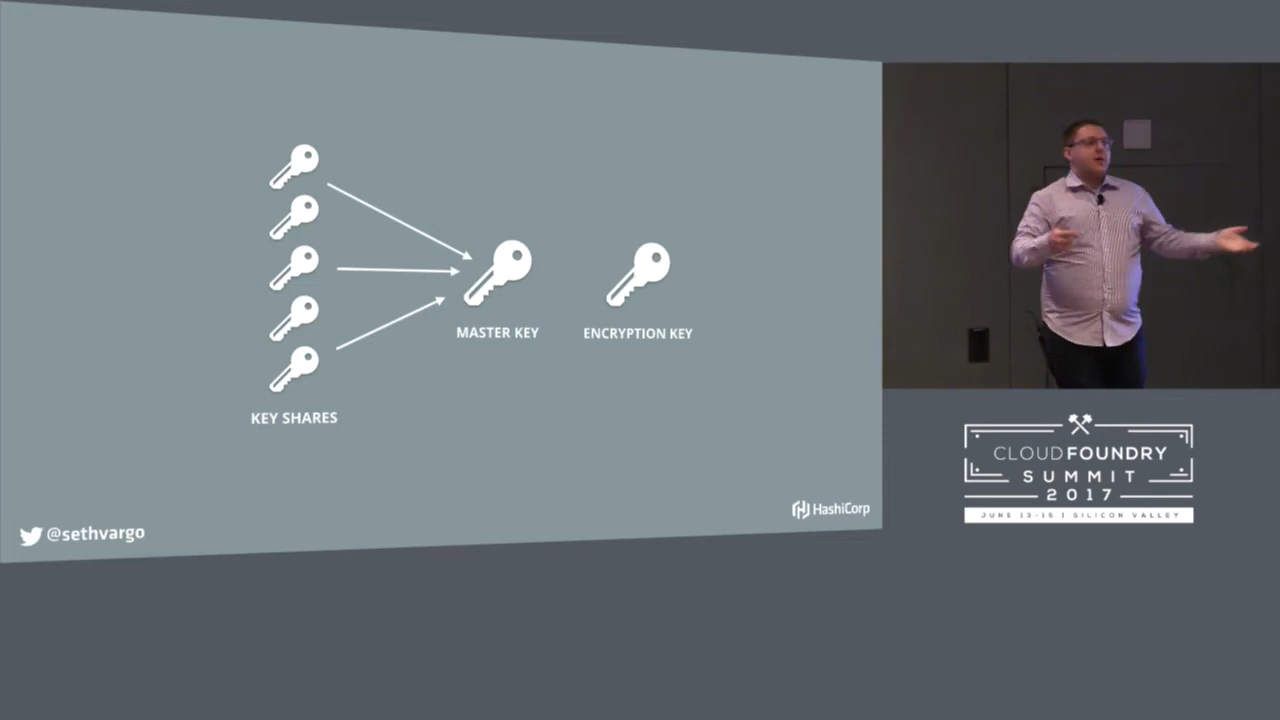 MASTER KEY
ENCRYPTION KEY
KEY SHARES
HashiCorp
@sethvargo
CLOUD FOUNDRY
SUMMIT
2017
JUNE 13-15 | SILICON VALLEY